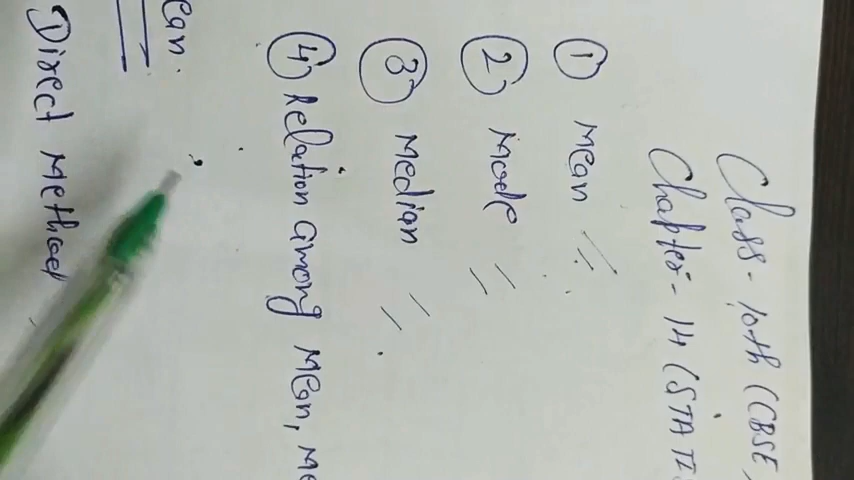 Class- 10th (CBSE,
Chapter- 14 (STATI
① Mean
② Mode
③ Median
④ Relation among Mean, Me
ean.
Direct Method